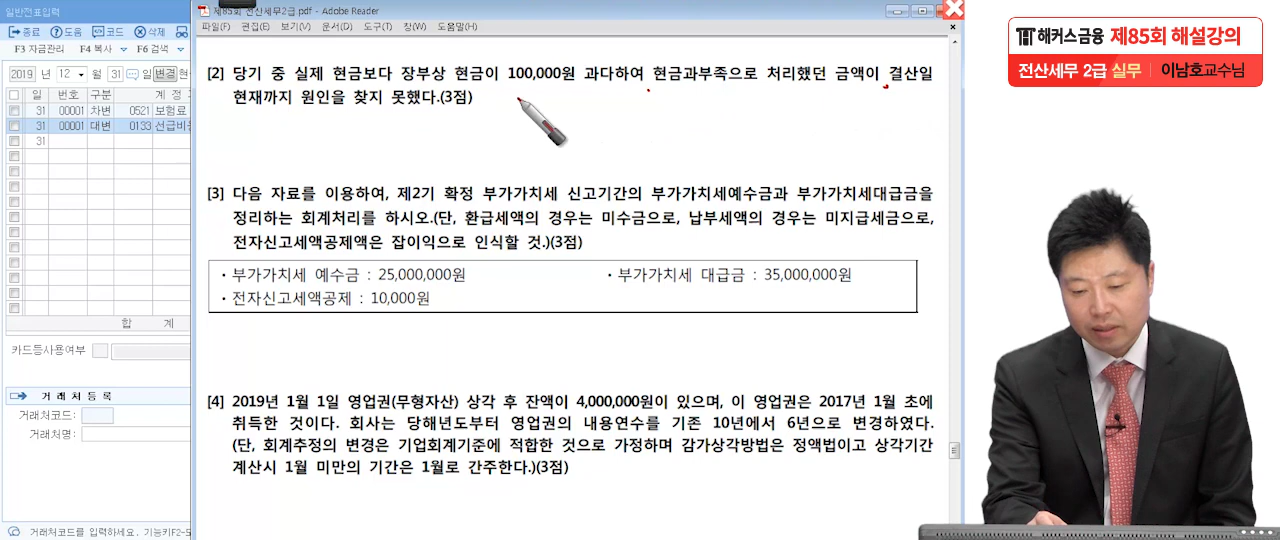 일반전표입력
종료 도움 코드 삭제
F3 자금관리 F4 복사 F6 검색
2019 년 12 월 31 일 변경 현
일 번호 구분 계 정
31 00001 차변 0521 보험료
31 00001 대변 0133 선급비
31
합 계
카드등사용여부
거 래 처 등 록
거래처코드:
거래처명:
거래처코드를 입력하세요. 기능키F2-
제85회 전산세무2급.pdf - Adobe Reader
파일(F) 편집(E) 보기(V) 문서(D) 도구(T) 창(W) 도움말(H)
[2] 당기 중 실제 현금보다 장부상 현금이 100,000원 과다하여 현금과부족으로 처리했던 금액이 결산일
현재까지 원인을 찾지 못했다.(3점)
[3] 다음 자료를 이용하여, 제2기 확정 부가가치세 신고기간의 부가가치세예수금과 부가가치세대급금을
정리하는 회계처리를 하시오.(단, 환급세액의 경우는 미수금으로, 납부세액의 경우는 미지급세금으로,
전자신고세액공제액은 잡이익으로 인식할 것.)(3점)
・부가가치세 예수금 : 25,000,000원 ・부가가치세 대급금 : 35,000,000원
・전자신고세액공제 : 10,000원
[4] 2019년 1월 1일 영업권(무형자산) 상각 후 잔액이 4,000,000원이 있으며, 이 영업권은 2017년 1월 초에
취득한 것이다. 회사는 당해년도부터 영업권의 내용연수를 기존 10년에서 6년으로 변경하였다.
(단, 회계추정의 변경은 기업회계기준에 적합한 것으로 가정하며 감가상각방법은 정액법이고 상각기간
계산시 1월 미만의 기간은 1월로 간주한다.)(3점)
해커스금융 제85회 해설강의
전산세무 2급 실무 이남호교수님